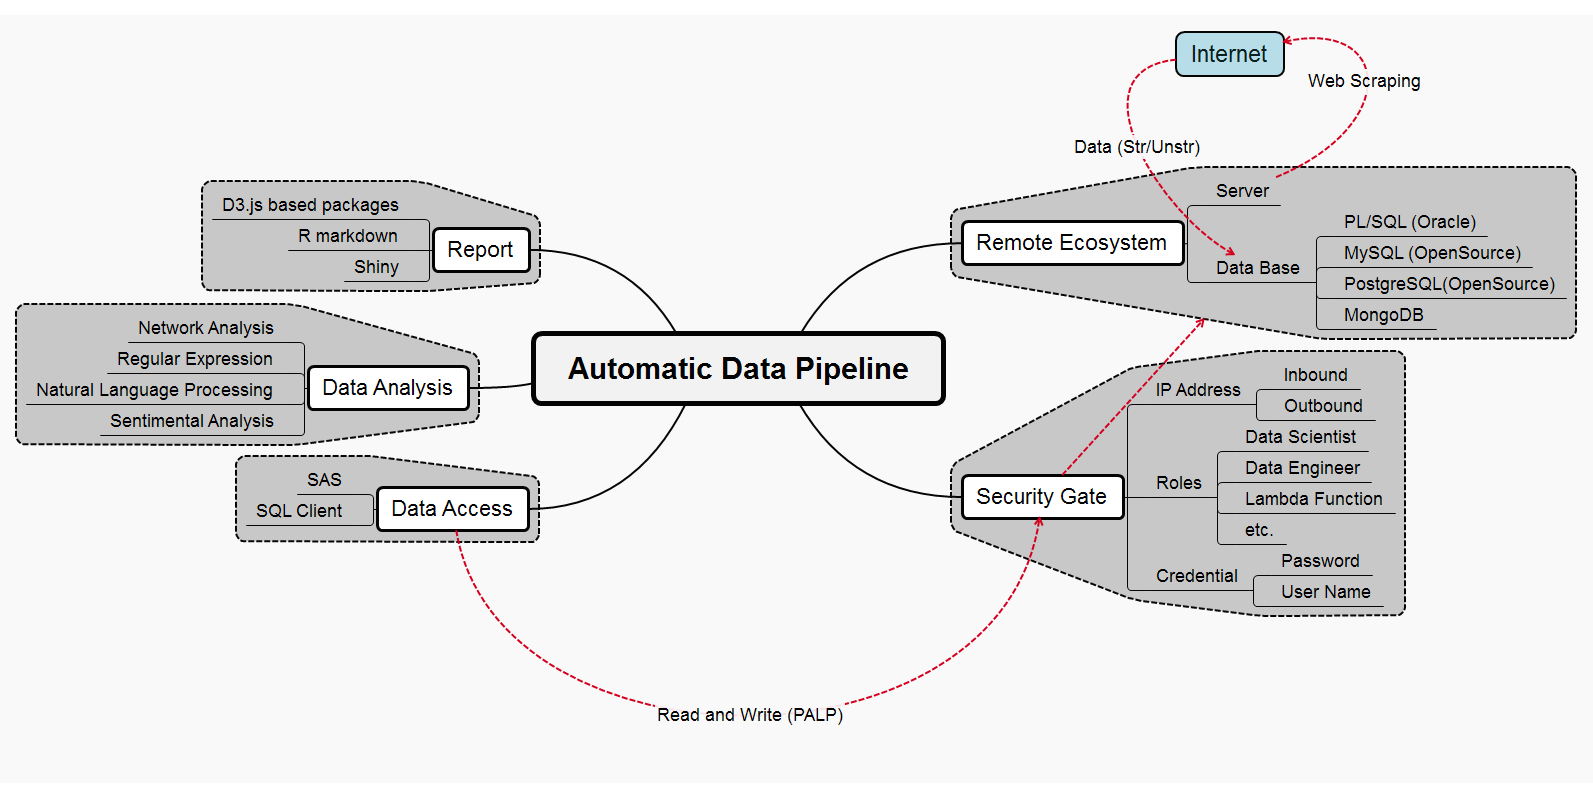 Internet
Web Scraping
Data (Str/Unstr)
Remote Ecosystem
Server
Data Base
PL/SQL (Oracle)
MySQL (OpenSource)
PostgreSQL(OpenSource)
MongoDB
D3.js based packages
R markdown
Shiny
Report
Network Analysis
Regular Expression
Natural Language Processing
Sentimental Analysis
Data Analysis
Automatic Data Pipeline
SAS
SQL Client
Data Access
Security Gate
IP Address
Inbound
Outbound
Roles
Data Scientist
Data Engineer
Lambda Function
etc.
Credential
Password
User Name
Read and Write (PALP)